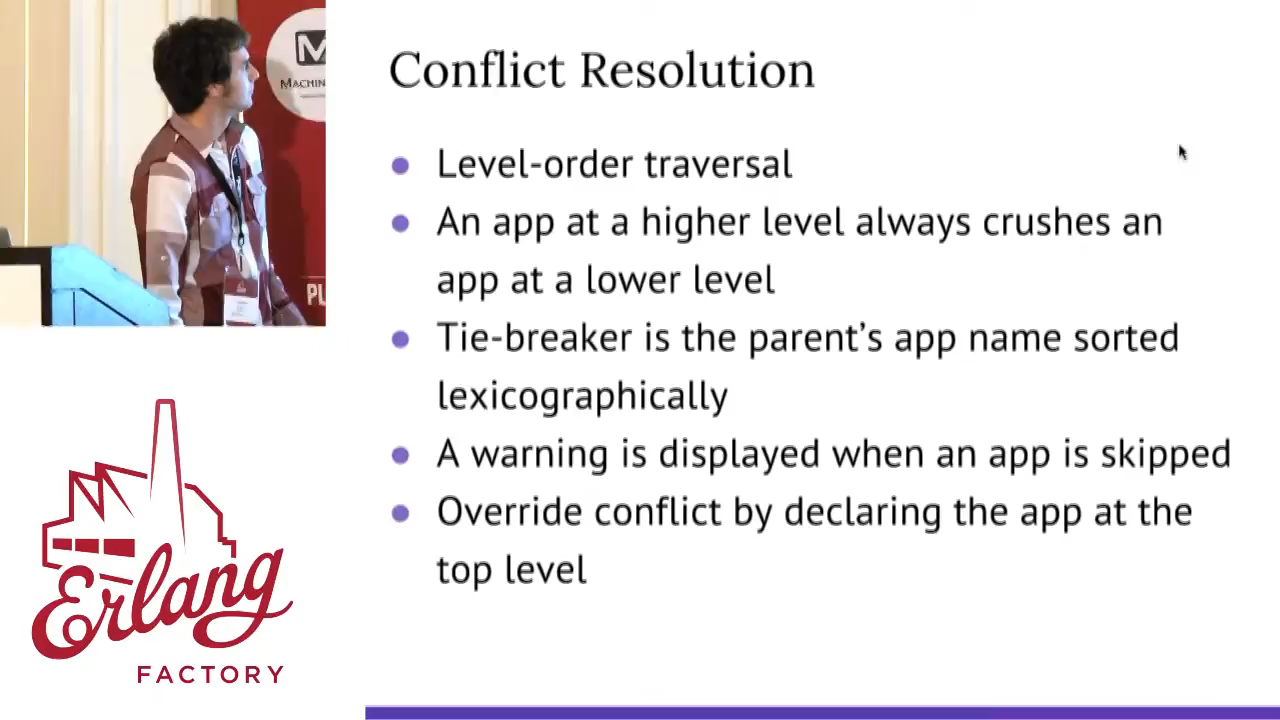 M
MACHIN
PU
Conflict Resolution
Level-order traversal
An app at a higher level always crushes an
app at a lower level
Tie-breaker is the parent’s app name sorted
lexicographically
A warning is displayed when an app is skipped
Override conflict by declaring the app at the
top level
Erlang
FACTORY